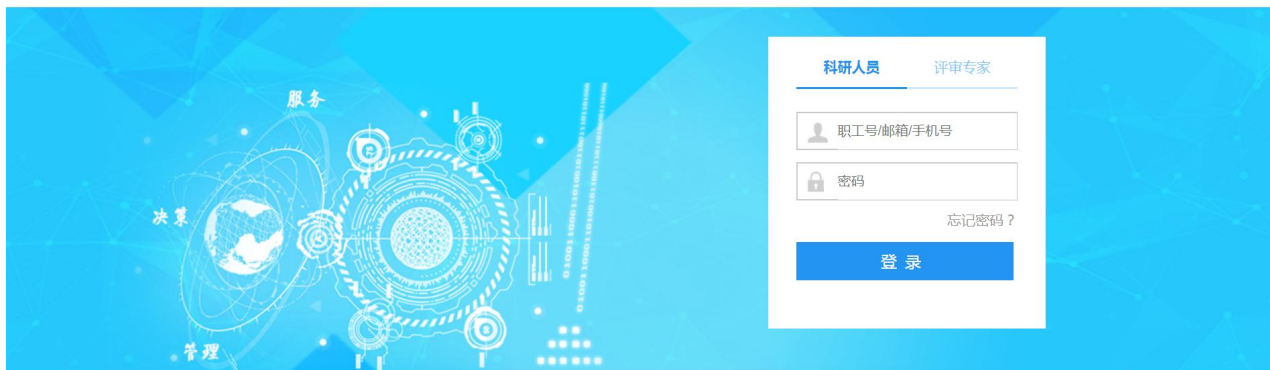 服务
决策
管理
科研人员 评审专家
职工号/邮箱/手机号
密码
忘记密码？
登 录